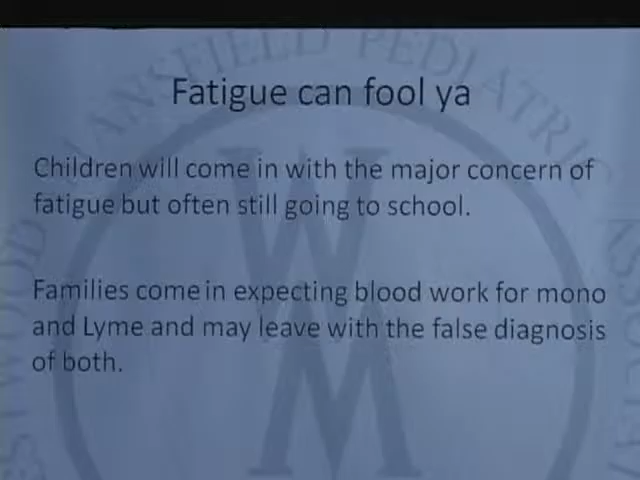 Fatigue can fool ya
Children will come in with the major concern of
fatigue but often still going to school.
Families come in expecting blood work for mono
and Lyme and may leave with the false diagnosis
of both.
MANSFIELD PEDIATRIC
W
M